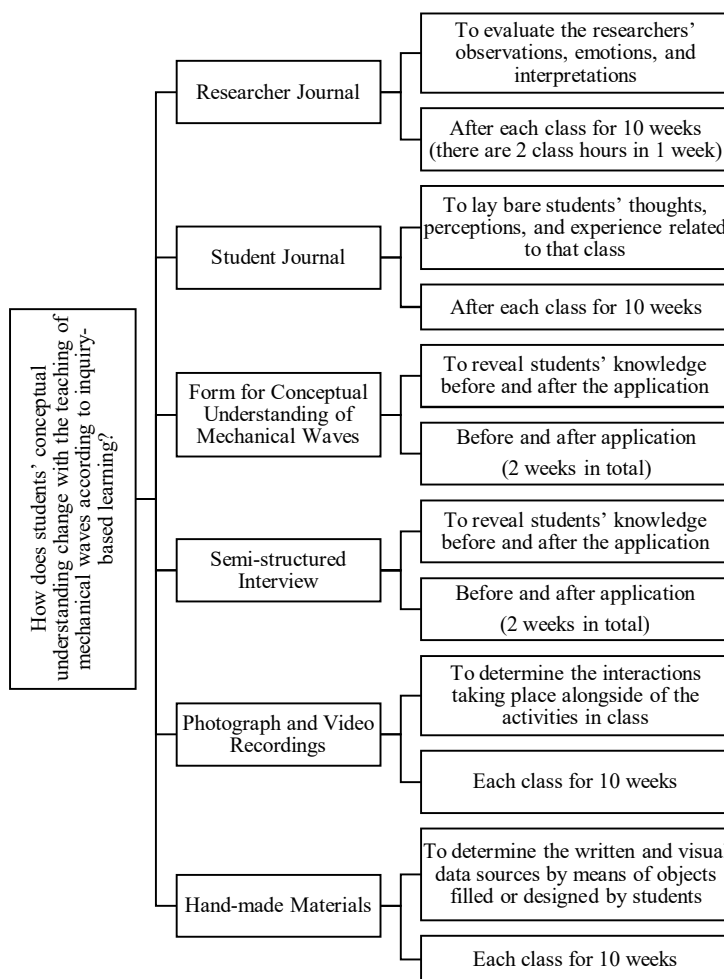 How does students’ conceptual
understanding change with the teaching of
mechanical waves according to inquiry-
based learning?
Researcher Journal
To evaluate the researchers’
observations, emotions, and
interpretations
After each class for 10 weeks
(there are 2 class hours in 1 week)
Student Journal
To lay bare students’ thoughts,
perceptions, and experience related
to that class
After each class for 10 weeks
Form for Conceptual
Understanding of
Mechanical Waves
To reveal students’ knowledge
before and after the application
Before and after application
(2 weeks in total)
Semi-structured
Interview
To reveal students’ knowledge
before and after the application
Before and after application
(2 weeks in total)
Photograph and Video
Recordings
To determine the interactions
taking place alongside of the
activities in class
Each class for 10 weeks
Hand-made Materials
To determine the written and visual
data sources by means of objects
filled or designed by students
Each class for 10 weeks